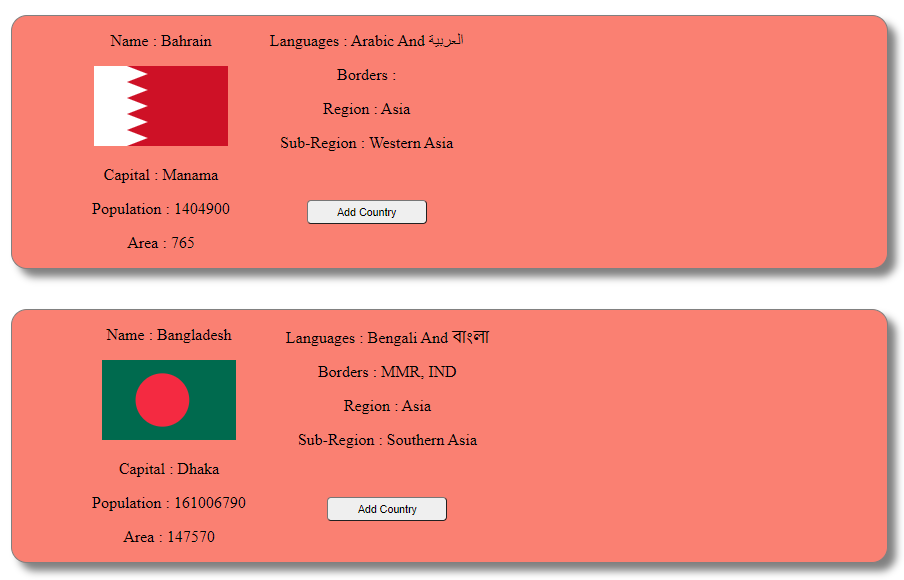 Name : Bahrain
Capital : Manama
Population : 1404900
Area : 765
Languages : Arabic And العربية
Borders :
Region : Asia
Sub-Region : Western Asia
Add Country
Name : Bangladesh
Capital : Dhaka
Population : 161006790
Area : 147570
Languages : Bengali And বাংলা
Borders : MMR, IND
Region : Asia
Sub-Region : Southern Asia
Add Country